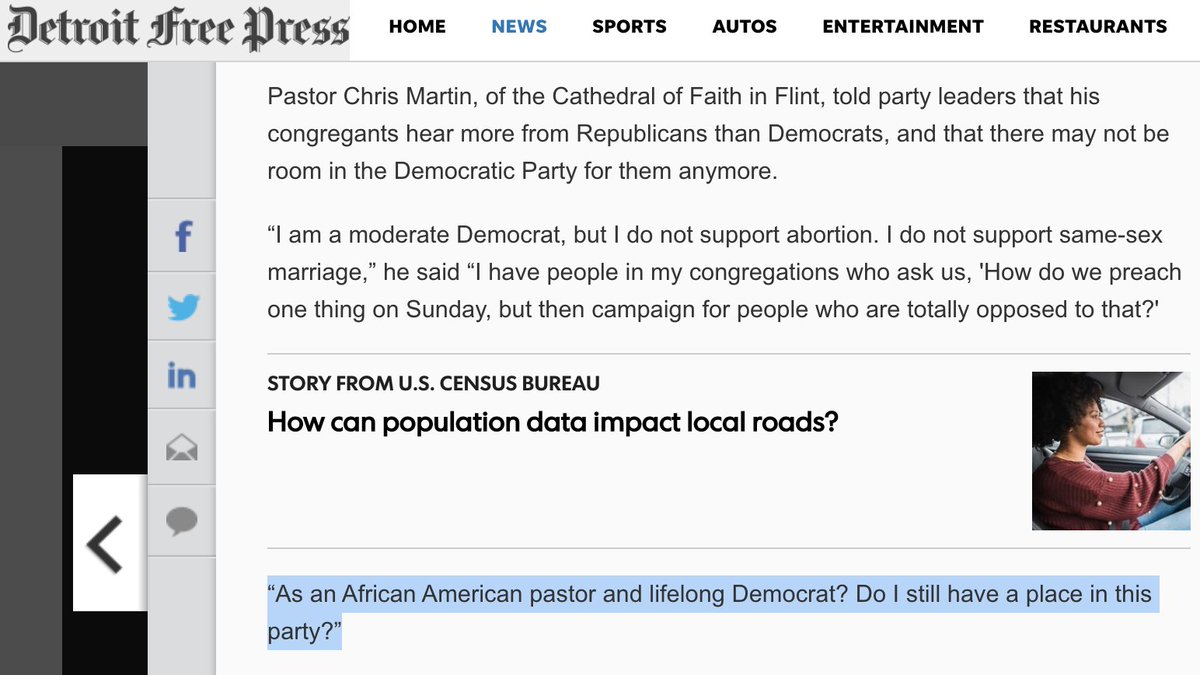 Detroit Free Press
HOME NEWS SPORTS AUTOS ENTERTAINMENT RESTAURANTS
Pastor Chris Martin, of the Cathedral of Faith in Flint, told party leaders that his
congregants hear more from Republicans than Democrats, and that there may not be
room in the Democratic Party for them anymore.
“I am a moderate Democrat, but I do not support abortion. I do not support same-sex
marriage,” he said “I have people in my congregations who ask us, 'How do we preach
one thing on Sunday, but then campaign for people who are totally opposed to that?'
STORY FROM U.S. CENSUS BUREAU
How can population data impact local roads?
“As an African American pastor and lifelong Democrat? Do I still have a place in this
party?”